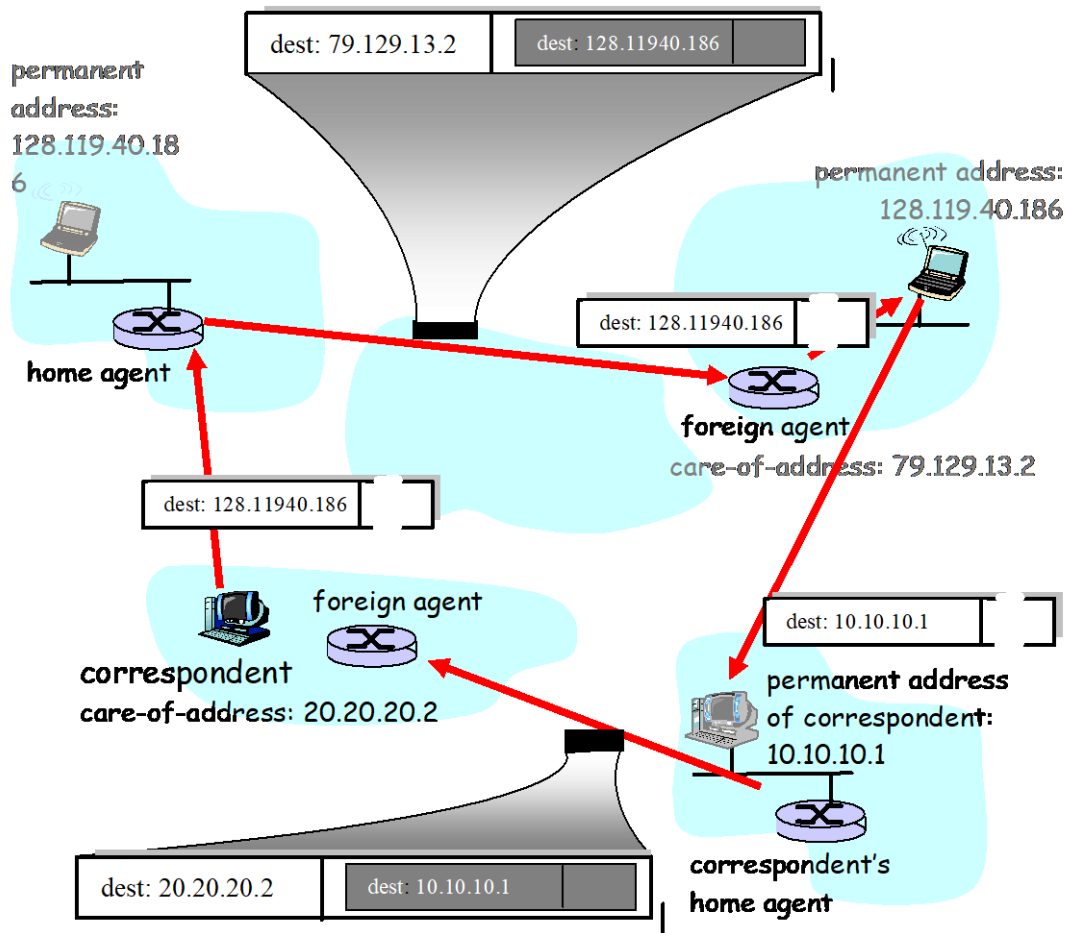 dest: 79.129.13.2
dest: 128.11940.186
permanent
address:
128.119.40.18
6
permanent address:
128.119.40.186
dest: 128.11940.186
home agent
foreign agent
care-of-address: 79.129.13.2
dest: 128.11940.186
foreign agent
dest: 10.10.10.1
correspondent
care-of-address: 20.20.20.2
permanent address
of correspondent:
10.10.10.1
correspondent's
home agent
dest: 20.20.20.2
dest: 10.10.10.1